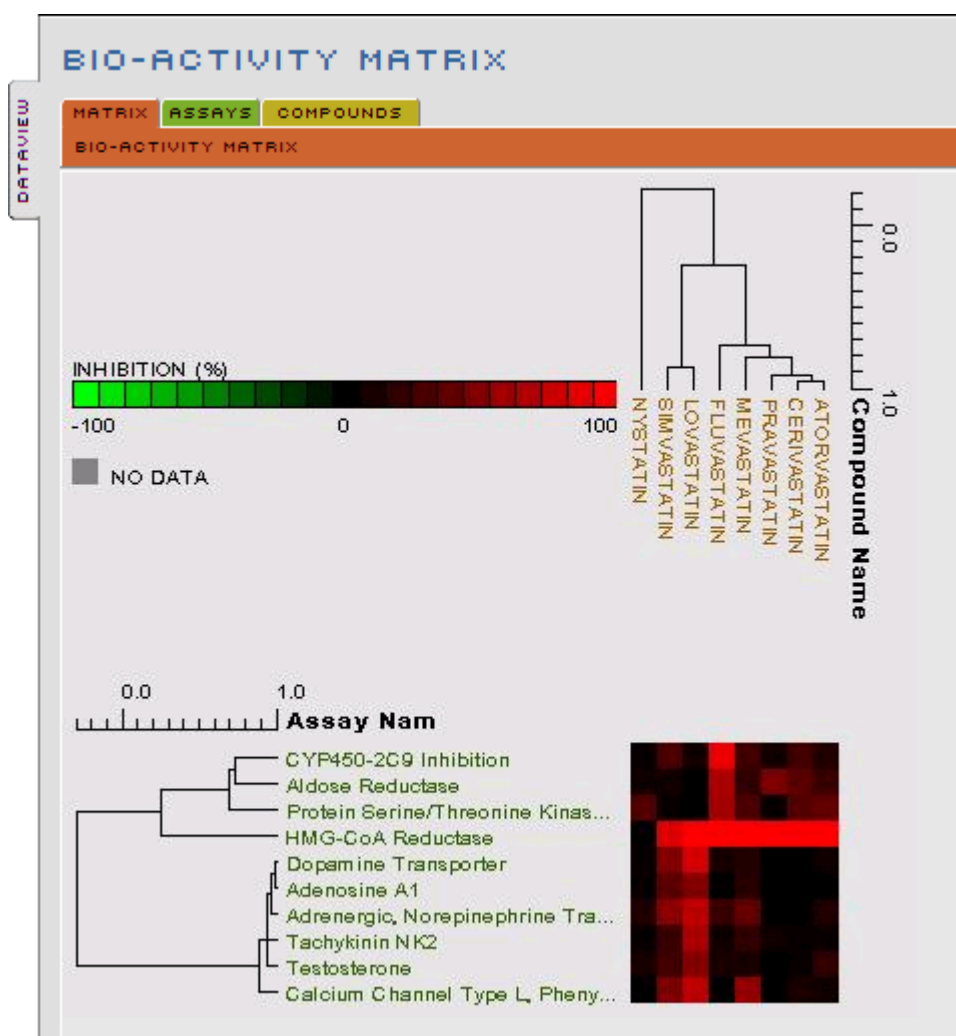 BIO-ACTIVITY MATRIX
DATAVIEW
MATRIX ASSAYS COMPOUNDS
BIO-ACTIVITY MATRIX
0.0
1.0
Compound Name
INHIBITION (%)
-100 0 100
NO DATA
NYSTATIN
SIMVASTATIN
LOVASTATIN
FLUVASTATIN
MEVASTATIN
PRAVASTATIN
CERIVASTATIN
ATORVASTATIN
0.0 1.0
Assay Nam
CYP450-2C9 Inhibition
Aldose Reductase
Protein Serine/Threonine Kinas...
HMG-CoA Reductase
Dopamine Transporter
Adenosine A1
Adrenergic, Norepinephrine Tra...
Tachykinin NK2
Testosterone
Calcium Channel Type L, Pheny...